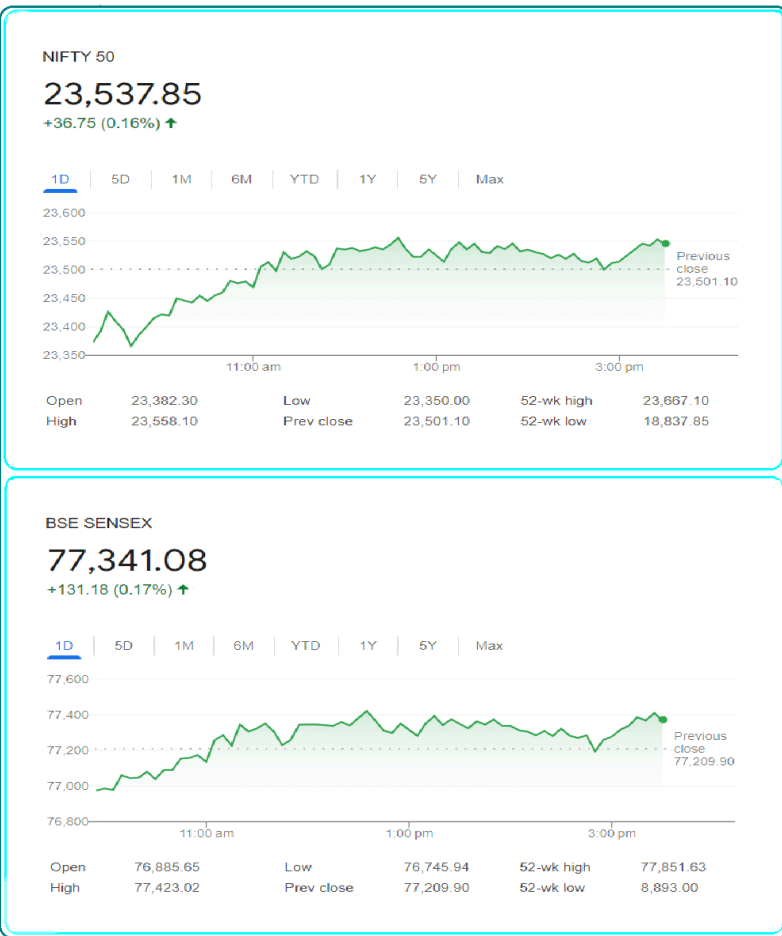 NIFTY 50
23,537.85
+36.75 (0.16%) ↑
1D 5D 1M 6M YTD 1Y 5Y Max
23,600
23,550
23,500
23,450
23,400
23,350
Previous
close
23,501.10
11:00 am 1:00 pm 3:00 pm
Open 23,382.30 Low 23,350.00 52-wk high 23,667.10
High 23,558.10 Prev close 23,501.10 52-wk low 18,837.85
BSE SENSEX
77,341.08
+131.18 (0.17%) ↑
1D 5D 1M 6M YTD 1Y 5Y Max
77,600
77,400
77,200
77,000
76,800
Previous
close
77,209.90
11:00 am 1:00 pm 3:00 pm
Open 76,885.65 Low 76,745.94 52-wk high 77,851.63
High 77,423.02 Prev close 77,209.90 52-wk low 8,893.00